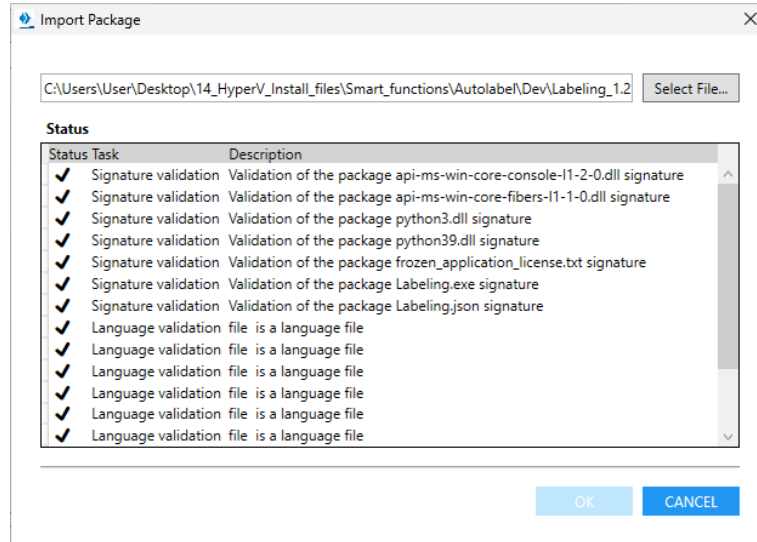 Import Package
C:\Users\User\Desktop\14_HyperV_Install_files\Smart_functions\Autolabel\Dev\Labeling_1.2 Select File...
Status
Status Task Description
Signature validation Validation of the package api-ms-win-core-console-l1-2-0.dll signature
Signature validation Validation of the package api-ms-win-core-fibers-l1-1-0.dll signature
Signature validation Validation of the package python3.dll signature
Signature validation Validation of the package python39.dll signature
Signature validation Validation of the package frozen_application_license.txt signature
Signature validation Validation of the package Labeling.exe signature
Signature validation Validation of the package Labeling.json signature
Language validation file is a language file
Language validation file is a language file
Language validation file is a language file
Language validation file is a language file
Language validation file is a language file
Language validation file is a language file
OK CANCEL